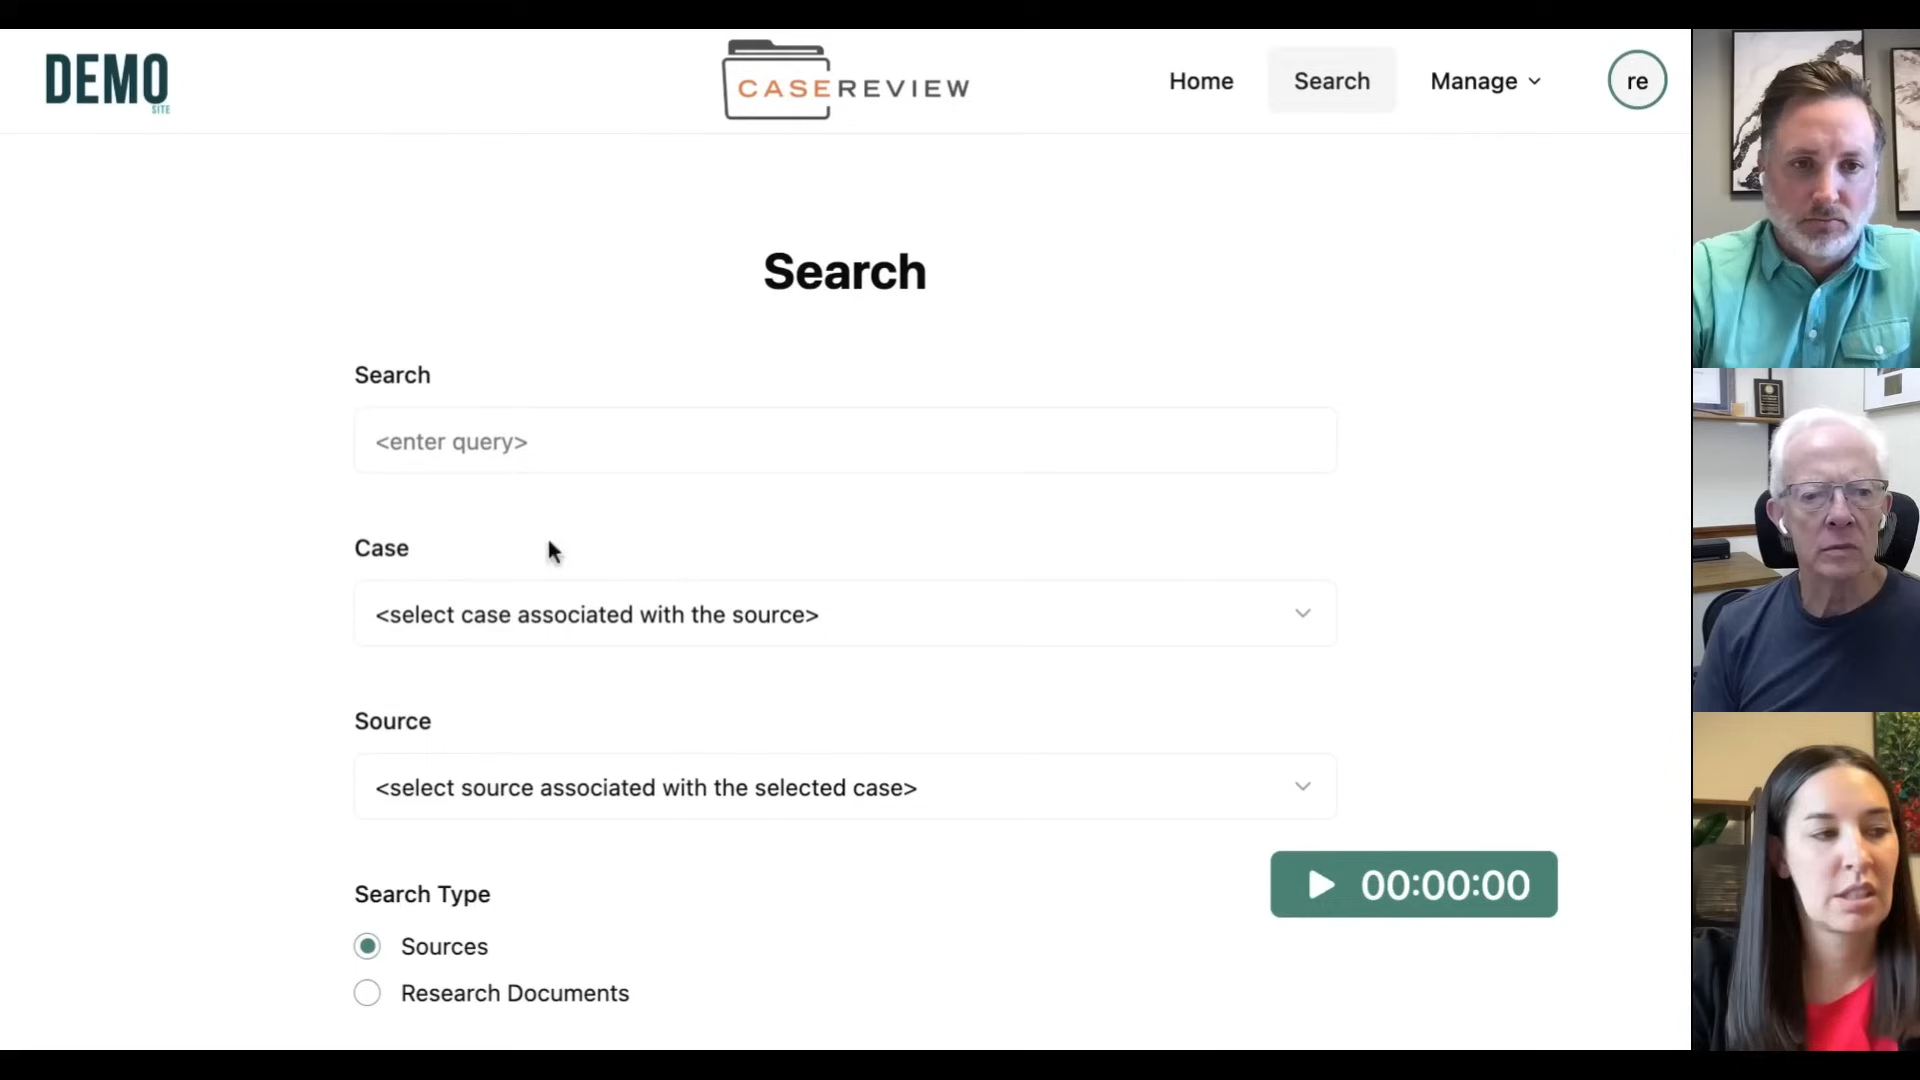 DEMO
SITE
CASEREVIEW
Home
Search
Manage
re
Search
Search
<enter query>
Case
<select case associated with the source>
Source
<select source associated with the selected case>
00:00:00
Search Type
Sources
Research Documents